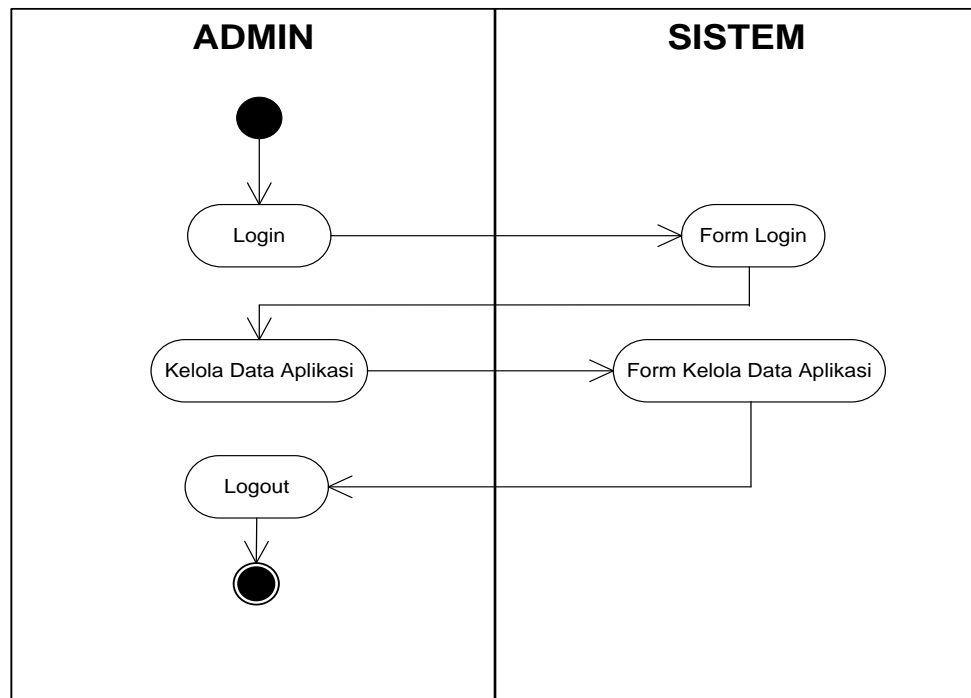 ADMIN
SISTEM
Login
Form Login
Kelola Data Aplikasi
Form Kelola Data Aplikasi
Logout